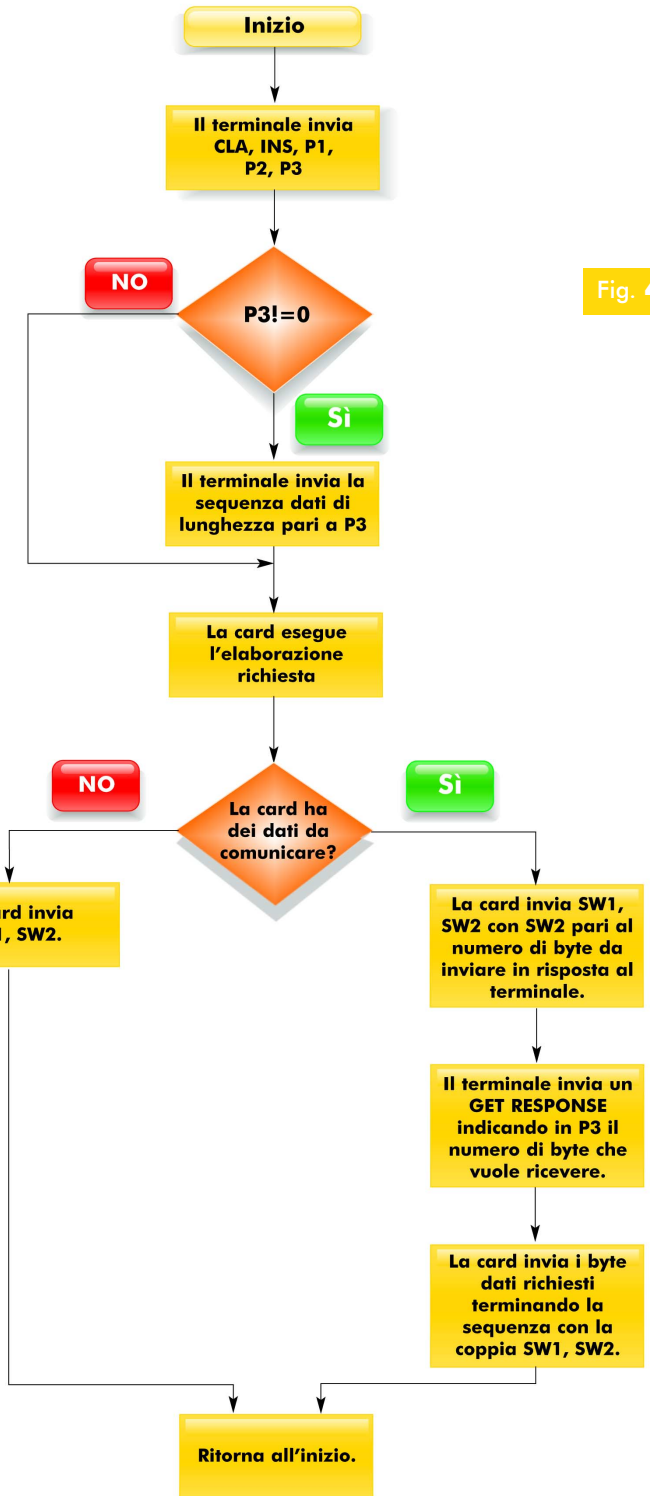 Inizio
Il terminale invia
CLA, INS, P1,
P2, P3
NO
P3!=0
Fig.
Sì
Il terminale invia la
sequenza dati di
lunghezza pari a P3
La card esegue
l'elaborazione
richiesta
NO
Sì
La card ha
dei dati da
comunicare?
invia
, SW2.
La card invia SW1,
SW2 con SW2 pari al
numero di byte da
inviare in risposta al
terminale.
Il terminale invia un
GET RESPONSE
indicando in P3 il
numero di byte che
vuole ricevere.
La card invia i byte
dati richiesti
terminando la
sequenza con la
coppia SW1, SW2.
Ritorna all'inizio.